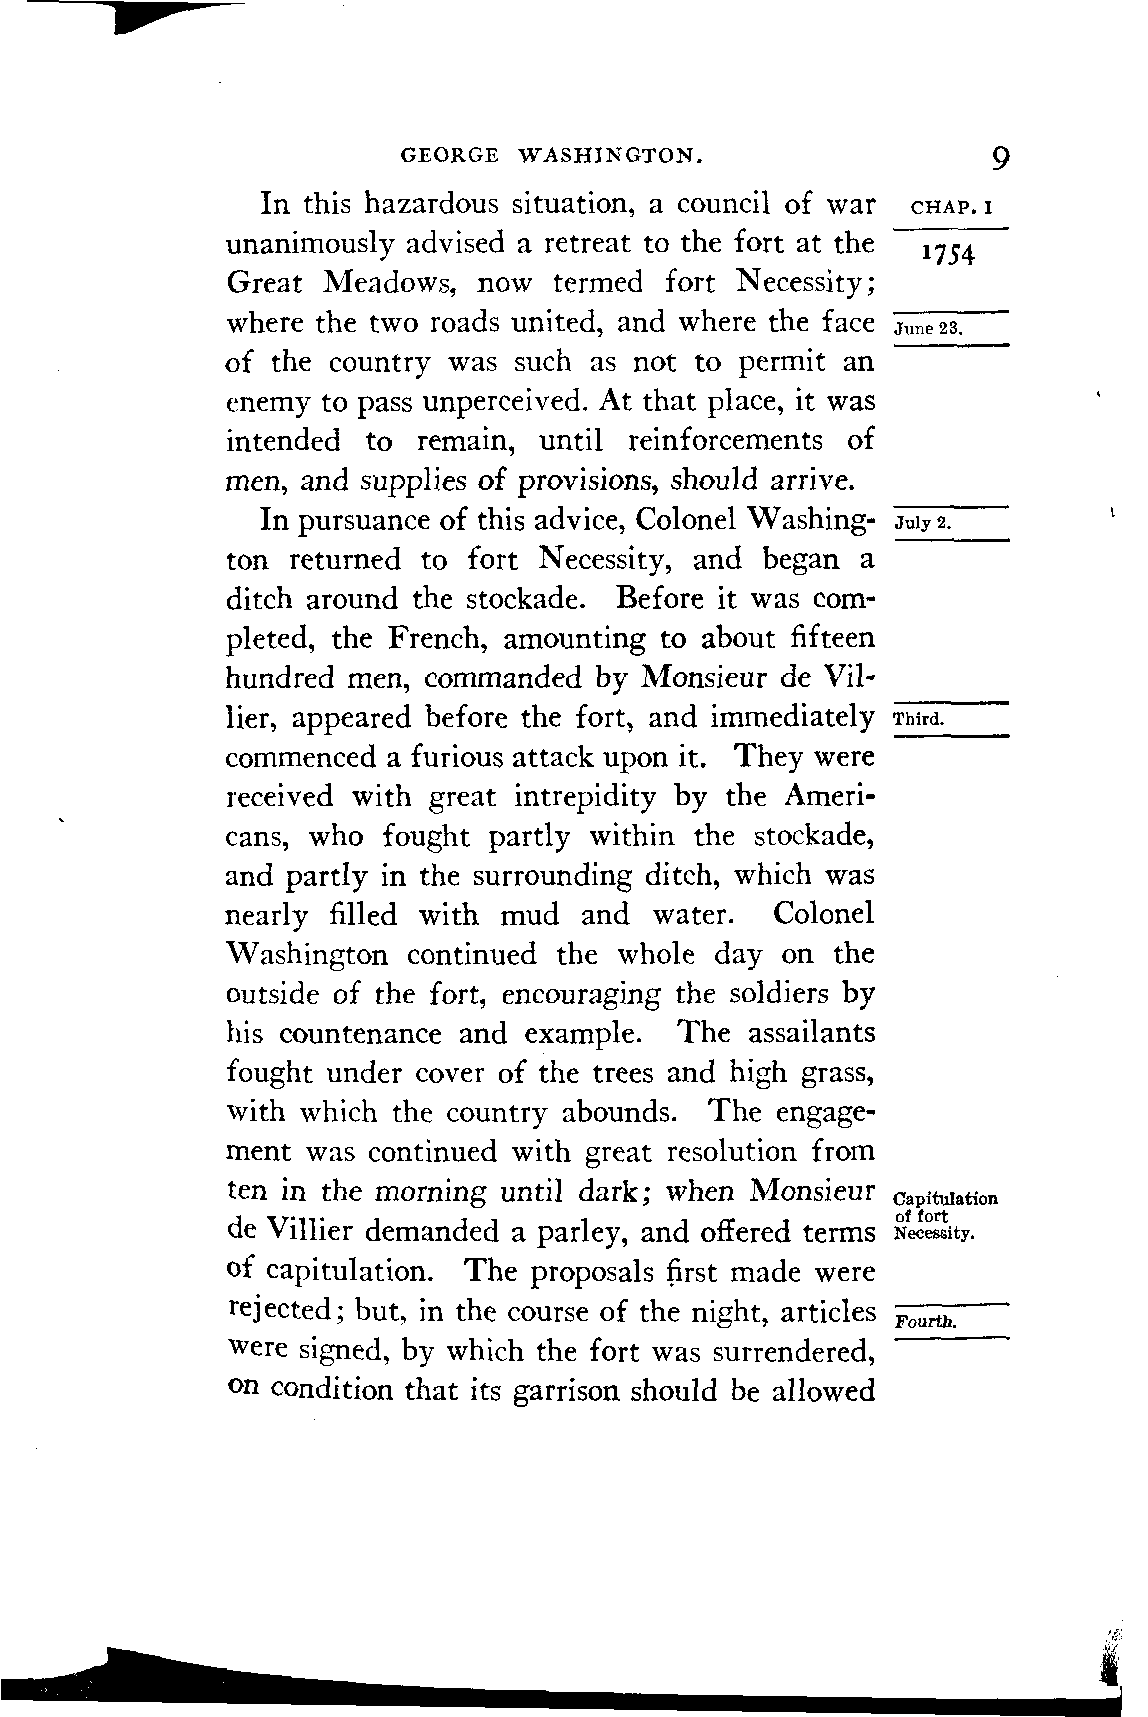 GEORGE WASHINGTON. 9
In this hazardous situation, a council of war CHAP. I
unanimously advised a retreat to the fort at the 1754
Great Meadows, now termed fort Necessity;
where the two roads united, and where the face June 23.
of the country was such as not to permit an
enemy to pass unperceived. At that place, it was
intended to remain, until reinforcements of
men, and supplies of provisions, should arrive.
In pursuance of this advice, Colonel Washing- July 2.
ton returned to fort Necessity, and began a
ditch around the stockade. Before it was com-
pleted, the French, amounting to about fifteen
hundred men, commanded by Monsieur de Vil-
lier, appeared before the fort, and immediately Third.
commenced a furious attack upon it. They were
received with great intrepidity by the Ameri-
cans, who fought partly within the stockade,
and partly in the surrounding ditch, which was
nearly filled with mud and water. Colonel
Washington continued the whole day on the
outside of the fort, encouraging the soldiers by
his countenance and example. The assailants
fought under cover of the trees and high grass,
with which the country abounds. The engage-
ment was continued with great resolution from
ten in the morning until dark; when Monsieur Capitulation
of fort
de Villier demanded a parley, and offered terms Necessity.
of capitulation. The proposals first made were
rejected; but, in the course of the night, articles Fourth.
were signed, by which the fort was surrendered,
on condition that its garrison should be allowed